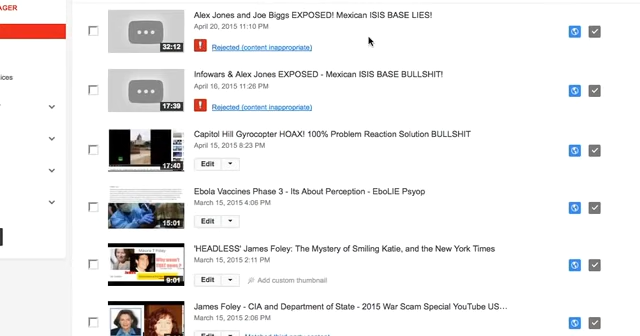 AGER
Alex Jones and Joe Biggs EXPOSED! Mexican ISIS BASE LIES!
April 20, 2015 11:10 PM
Rejected (content inappropriate)
32:12
Infowars & Alex Jones EXPOSED - Mexican ISIS BASE BULLSHIT!
ices
April 16, 2015 11:26 PM
Rejected (content inappropriate)
17:39
Capitol Hill Gyrocopter HOAX! 100% Problem Reaction Solution BULLSHIT
April 15, 2015 8:23 PM
Edit
17:40
Ebola Vaccines Phase 3 - Its About Perception - EboLIE Psyop
March 15, 2015 4:06 PM
Edit
15:01
'HEADLESS' James Foley: The Mystery of Smiling Katie, and the New York Times
March 15, 2015 2:11 PM
Edit
Add custom thumbnail
9:01
James Foley - CIA and Department of State - 2015 War Scam Special YouTube US…
March 15, 2015 2:06 PM